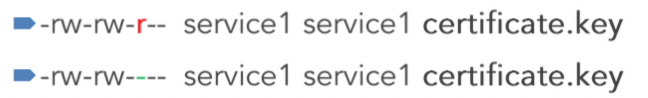 -rw-rw-r-- service1 service1 certificate.key
-rw-rw---- service1 service1 certificate.key